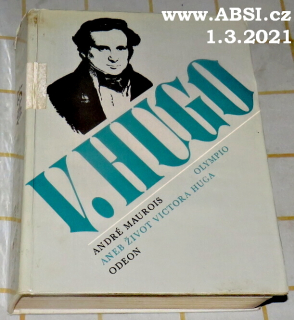 www.ABSI.cz
1.3.2021
V.HUGO
OLYMPIO
ANEB ŽIVOT VICTORA HUGA
ANDRÉ MAUROIS
ODEON